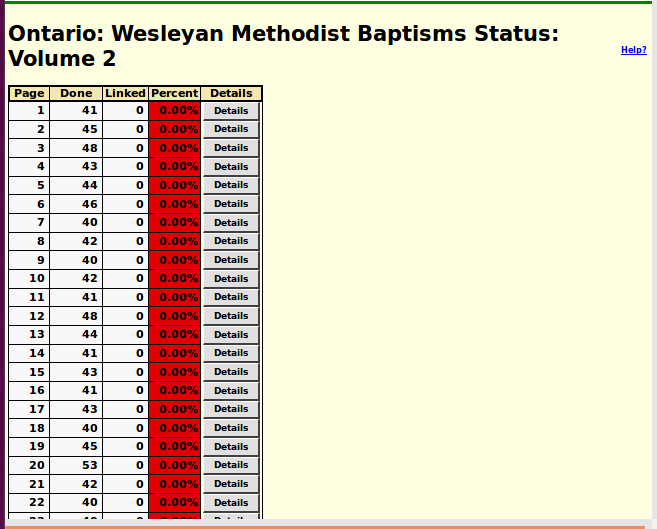 Ontario: Wesleyan Methodist Baptisms Status:
Volume 2
Help?
Page Done Linked Percent Details
1 41 0 0.00% Details
2 45 0 0.00% Details
3 48 0 0.00% Details
4 43 0 0.00% Details
5 44 0 0.00% Details
6 46 0 0.00% Details
7 40 0 0.00% Details
8 42 0 0.00% Details
9 40 0 0.00% Details
10 42 0 0.00% Details
11 41 0 0.00% Details
12 48 0 0.00% Details
13 44 0 0.00% Details
14 41 0 0.00% Details
15 43 0 0.00% Details
16 41 0 0.00% Details
17 43 0 0.00% Details
18 40 0 0.00% Details
19 45 0 0.00% Details
20 53 0 0.00% Details
21 42 0 0.00% Details
22 40 0 0.00% Details